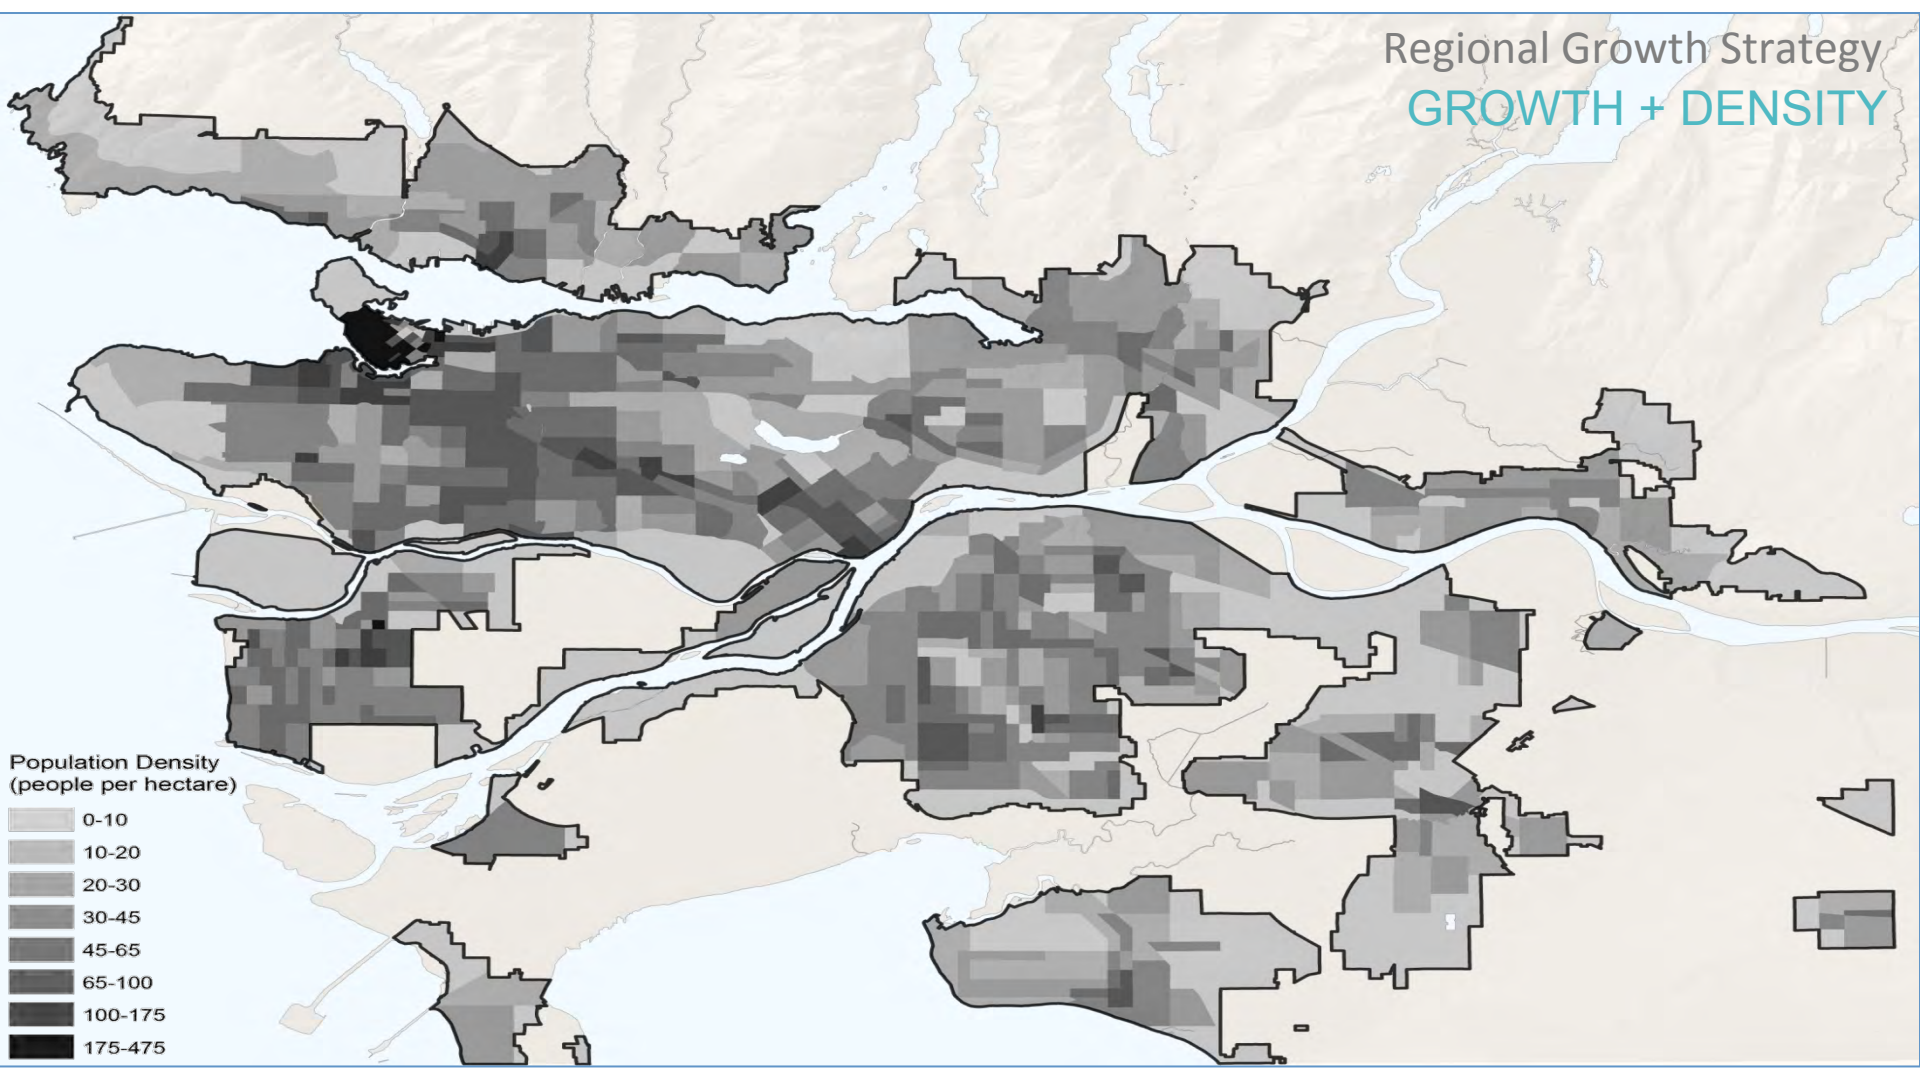 Regional Growth Strategy
GROWTH + DENSITY
Population Density
(people per hectare)
0-10
10-20
20-30
30-45
45-65
65-100
100-175
175-475